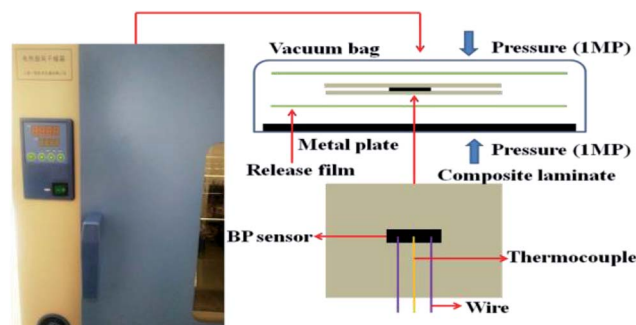 Vacuum bag
Pressure (1MP)
Metal plate
Pressure (1MP)
Release film
Composite laminate
BP sensor
Thermocouple
Wire